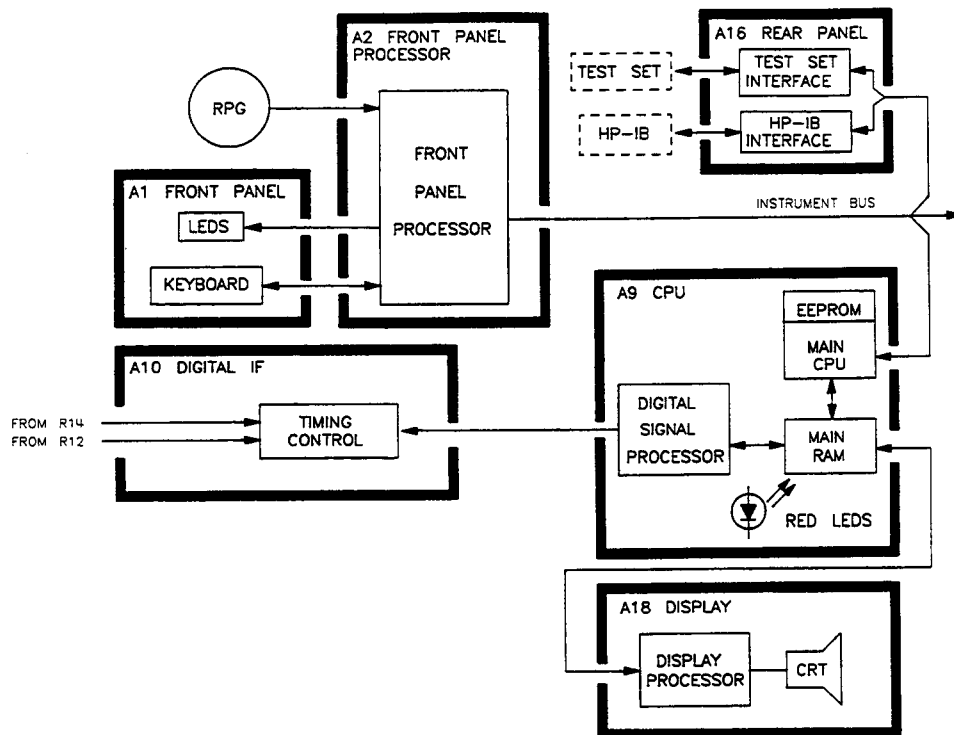 A2 FRONT PANEL
PROCESSOR
RPG
FRONT
PANEL
PROCESSOR
A1 FRONT PANEL
LEDS
KEYBOARD
A16 REAR PANEL
TEST SET
TEST SET
INTERFACE
HP-IB
HP-IB
INTERFACE
INSTRUMENT BUS
A10 DIGITAL IF
FROM R14
FROM R12
TIMING
CONTROL
A9 CPU
EEPROM
MAIN
CPU
DIGITAL
SIGNAL
PROCESSOR
MAIN
RAM
RED LEDS
A18 DISPLAY
DISPLAY
PROCESSOR
CRT